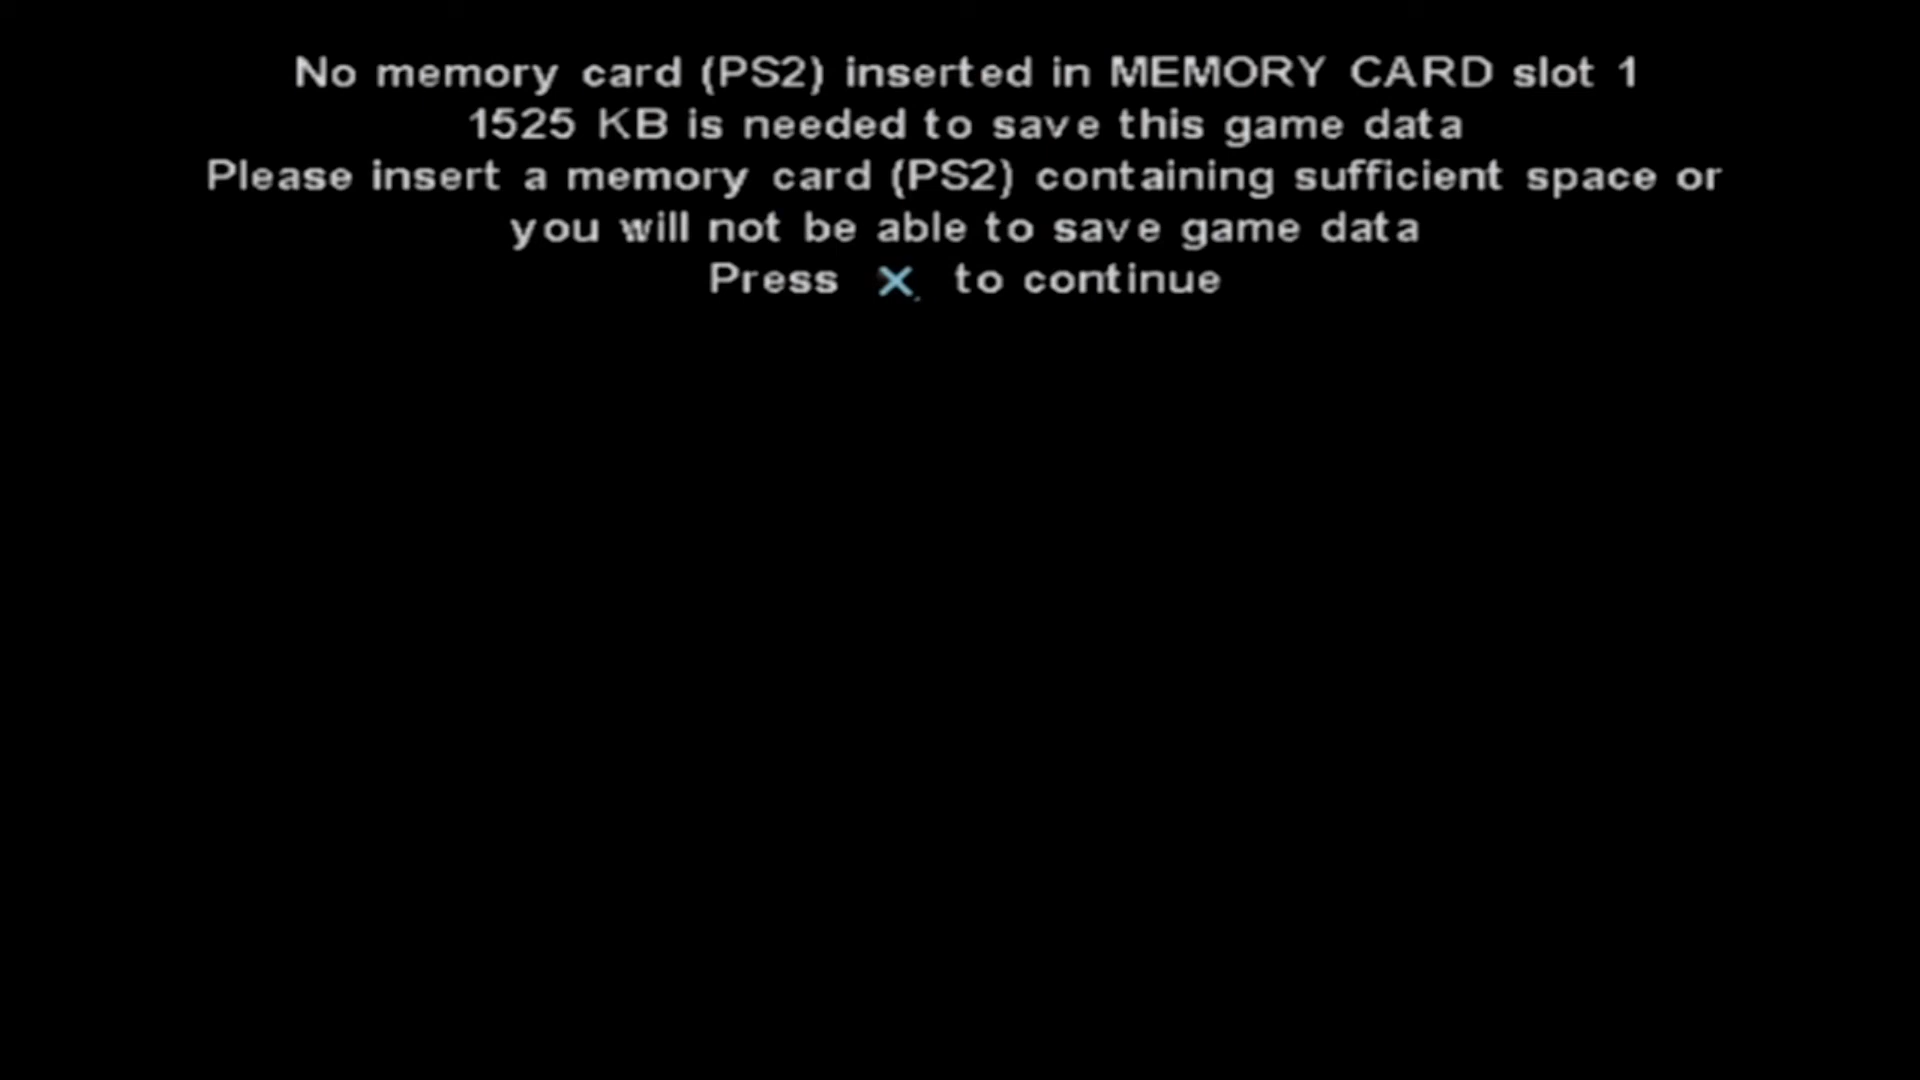 No memory card (PS2) inserted in MEMORY CARD slot 1
1525 KB is needed to save this game data
Please insert a memory card (PS2) containing sufficient space or
you will not be able to save game data
Press X to continue